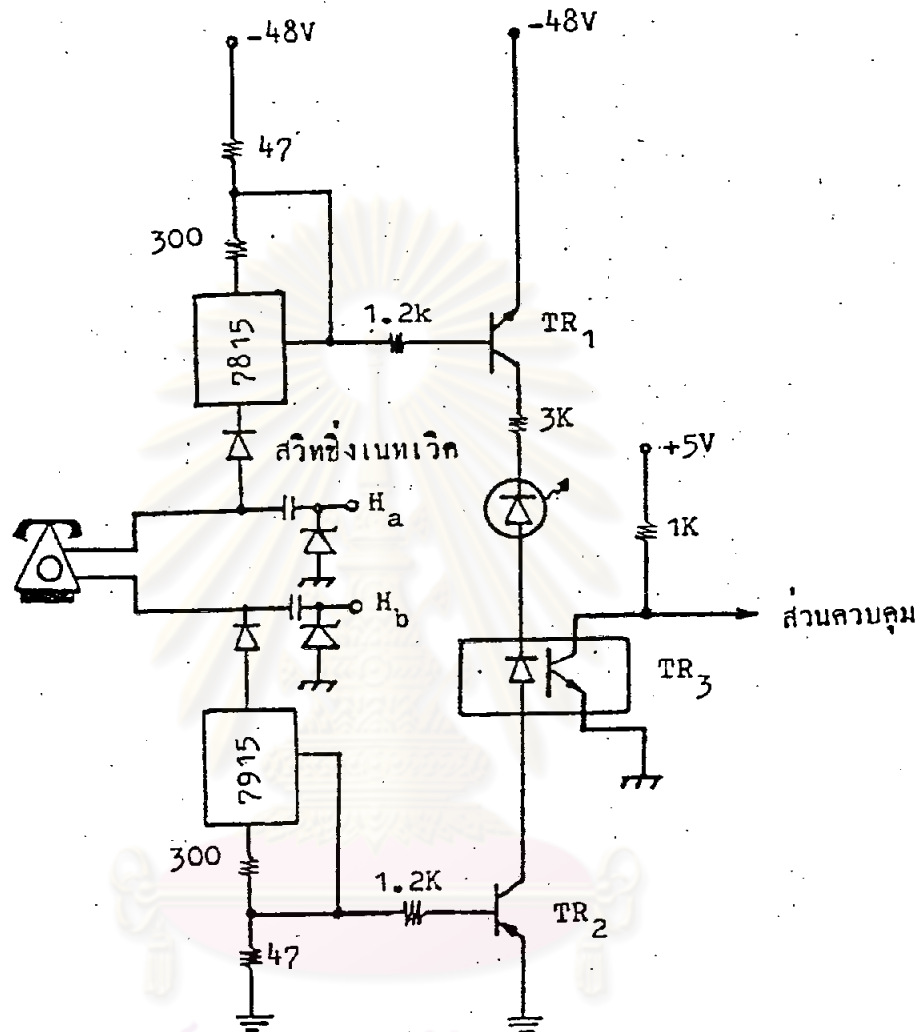 -48V
-48V
47
300
1.2k
TR1
7815
3K
สวิทซิ่งเนทเวิค
+5V
Ha
1K
Hb
ส่วนควบคุม
TR3
7915
300
1.2K
TR2
47